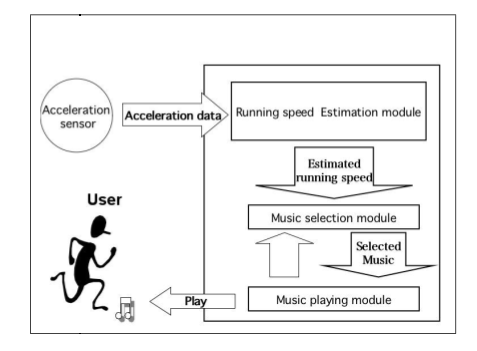 Acceleration
sensor
Acceleration data
Running speed Estimation module
Estimated
running speed
User
Music selection module
Selected
Music
Play
Music playing module